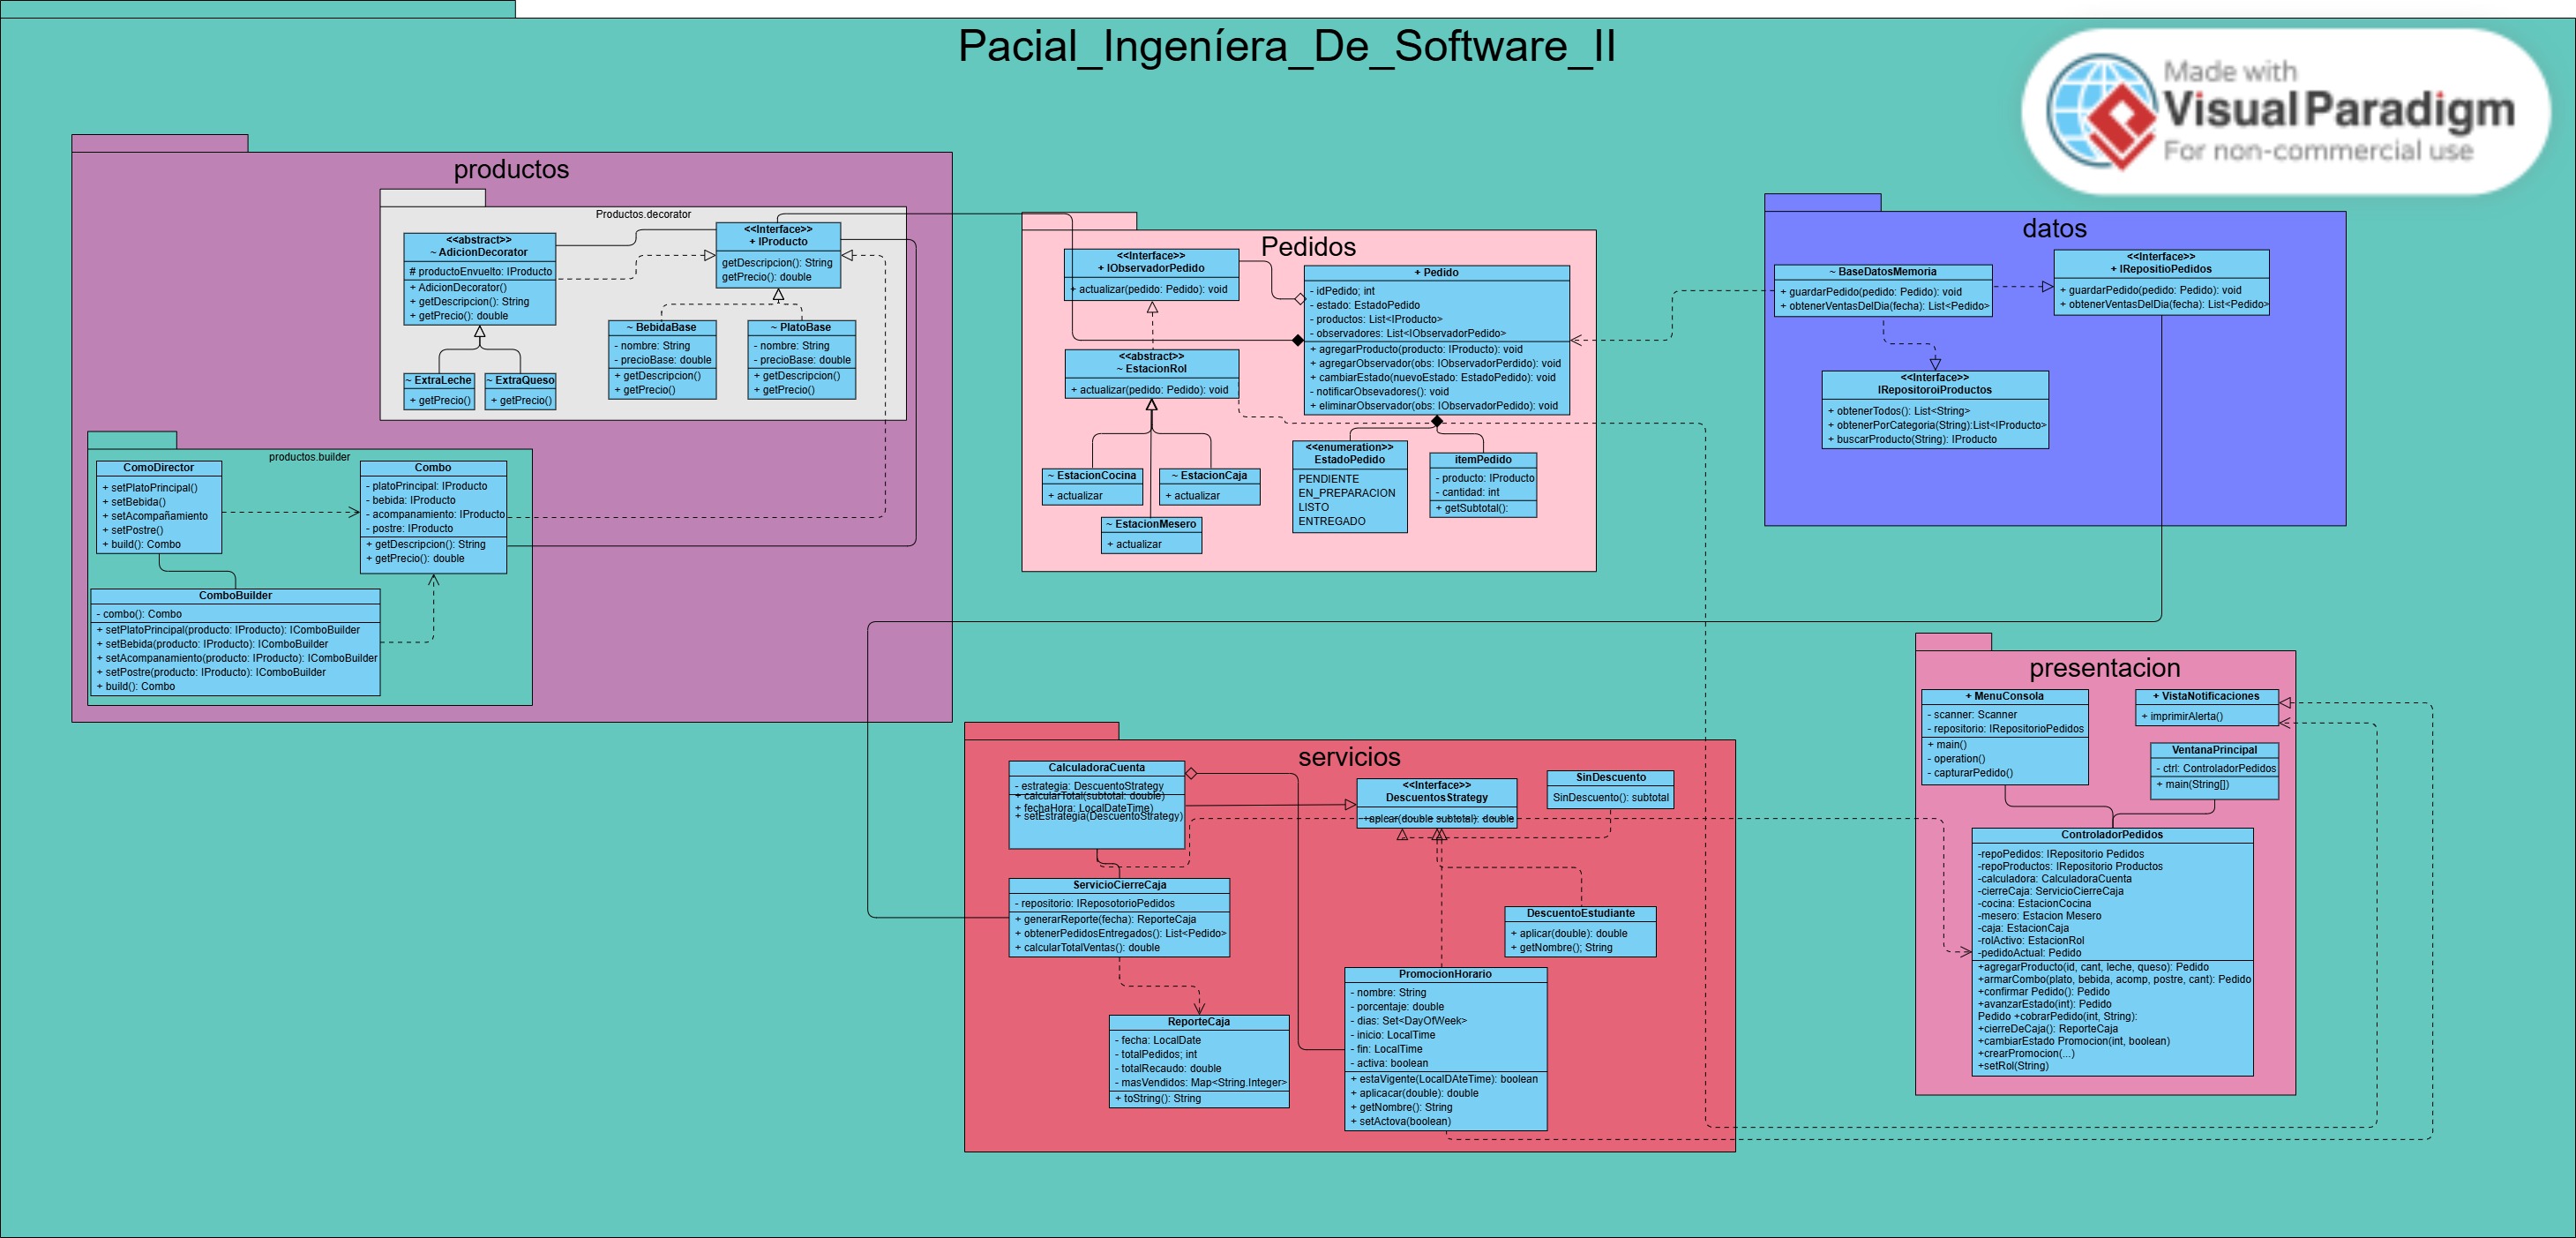 Pacial_Ingeníera_De_Software_II
Made with
Visual Paradigm
For non-commercial use
productos
Productos.decorator
<<abstract>>
~ AdicionDecorator
# productoEnvuelto: IProducto
+ AdicionDecorator()
+ getDescripcion(): String
+ getPrecio(): double
<<Interface>>
+ IProducto
getDescripcion(): String
getPrecio(): double
~ ExtraLeche
+ getPrecio()
~ ExtraQueso
+ getPrecio()
~ BebidaBase
- nombre: String
- precioBase: double
+ getDescripcion()
+ getPrecio()
~ PlatoBase
- nombre: String
- precioBase: double
+ getDescripcion()
+ getPrecio()
productos.builder
ComoDirector
+ setPlatoPrincipal()
+ setBebida()
+ setAcompañamiento
+ setPostre()
+ build(): Combo
Combo
- platoPrincipal: IProducto
- bebida: IProducto
- acompanamiento: IProducto
- postre: IProducto
+ getDescripcion(): String
+ getPrecio(): double
ComboBuilder
- combo(): Combo
+ setPlatoPrincipal(producto: IProducto): IComboBuilder
+ setBebida(producto: IProducto): IComboBuilder
+ setAcompanamiento(producto: IProducto): IComboBuilder
+ setPostre(producto: IProducto): IComboBuilder
+ build(): Combo
Pedidos
<<Interface>>
+ IObservadorPedido
+ actualizar(pedido: Pedido): void
+ Pedido
- idPedido; int
- estado: EstadoPedido
- productos: List<IProducto>
- observadores: List<IObservadorPedido>
+ agregarProducto(producto: IProducto): void
+ agregarObservador(obs: IObservadorPerdido): void
+ cambiarEstado(nuevoEstado: EstadoPedido): void
- notificarObsevadores(): void
+ eliminarObservador(obs: IObservadorPedido): void
<<abstract>>
~ EstacionRol
+ actualizar(pedido: Pedido): void
~ EstacionCocina
+ actualizar
~ EstacionCaja
+ actualizar
~ EstacionMesero
+ actualizar
<<enumeration>>
EstadoPedido
PENDIENTE
EN_PREPARACION
LISTO
ENTREGADO
itemPedido
- producto: IProducto
- cantidad: int
+ getSubtotal():
datos
~ BaseDatosMemoria
+ guardarPedido(pedido: Pedido): void
+ obtenerVentasDelDia(fecha): List<Pedido>
<<Interface>>
+ IRepositioPedidos
+ guardarPedido(pedido: Pedido): void
+ obtenerVentasDelDia(fecha): List<Pedido>
<<Interface>>
IRepositoroiProductos
+ obtenerTodos(): List<String>
+ obtenerPorCategoria(String):List<IProducto>
+ buscarProducto(String): IProducto
servicios
CalculadoraCuenta
- estrategia: DescuentoStrategy
+ calcularTotal(subtotal: double)
+ fechaHora: LocalDateTime)
+ setEstrategia(DescuentoStrategy)
<<Interface>>
DescuentosStrategy
+aplcar(double subtotal): double
SinDescuento
SinDescuento(): subtotal
ServicioCierreCaja
- repositorio: IReposotorioPedidos
+ generarReporte(fecha): ReporteCaja
+ obtenerPedidosEntregados(): List<Pedido>
+ calcularTotalVentas(): double
DescuentoEstudiante
+ aplicar(double): double
+ getNombre(); String
ReporteCaja
- fecha: LocalDate
- totalPedidos; int
- totalRecaudo: double
- masVendidos: Map<String.Integer>
+ toString(): String
PromocionHorario
- nombre: String
- porcentaje: double
- dias: Set<DayOfWeek>
- inicio: LocalTime
- fin: LocalTime
- activa: boolean
+ estaVigente(LocalDAteTime): boolean
+ aplicacar(double): double
+ getNombre(): String
+ setActova(boolean)
presentacion
+ MenuConsola
- scanner: Scanner
- repositorio: IRepositorioPedidos
+ main()
- operation()
- capturarPedido()
+ VistaNotificaciones
+ imprimirAlerta()
VentanaPrincipal
- ctrl: ControladorPedidos
+ main(String[])
ControladorPedidos
-repoPedidos: IRepositorio Pedidos
-repoProductos: IRepositorio Productos
-calculadora: CalculadoraCuenta
-cierreCaja: ServicioCierreCaja
-cocina: EstacionCocina
-mesero: Estacion Mesero
-caja: EstacionCaja
-rolActivo: EstacionRol
-pedidoActual: Pedido
+agregarProducto(id, cant, leche, queso): Pedido
+armarCombo(plato, bebida, acomp, postre, cant): Pedido
+confirmar Pedido(): Pedido
+avanzarEstado(int): Pedido
Pedido +cobrarPedido(int, String):
+cierreDeCaja(): ReporteCaja
+cambiarEstado Promocion(int, boolean)
+crearPromocion(...)
+setRol(String)